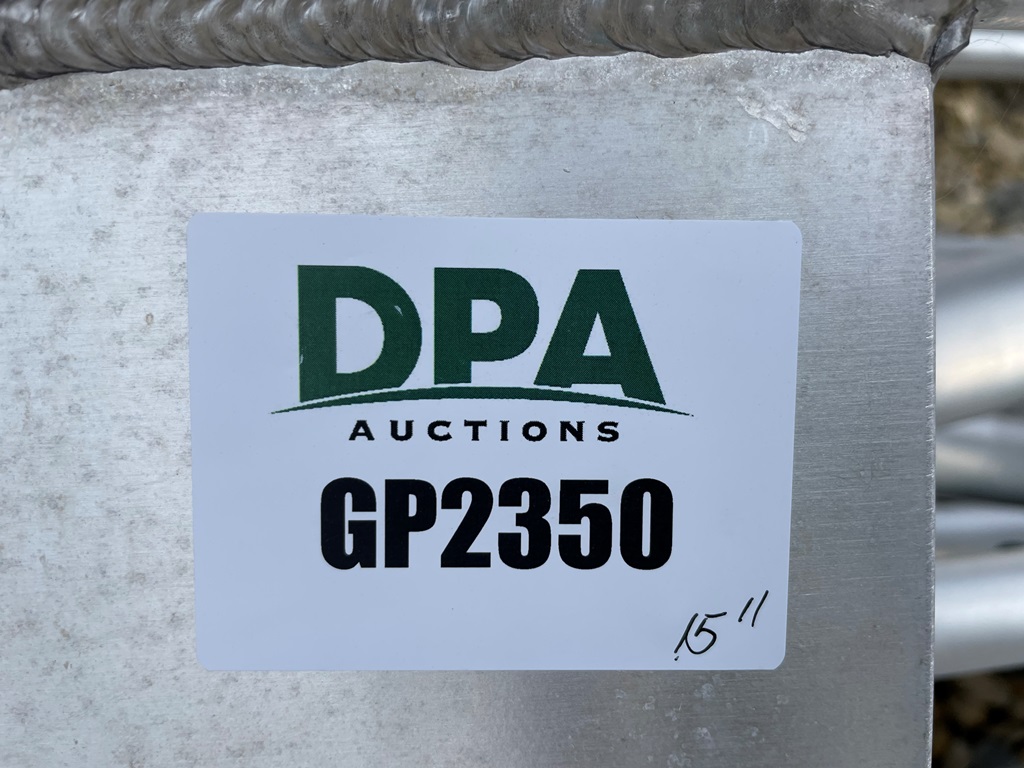 DPA
AUCTIONS
GP2350
15"